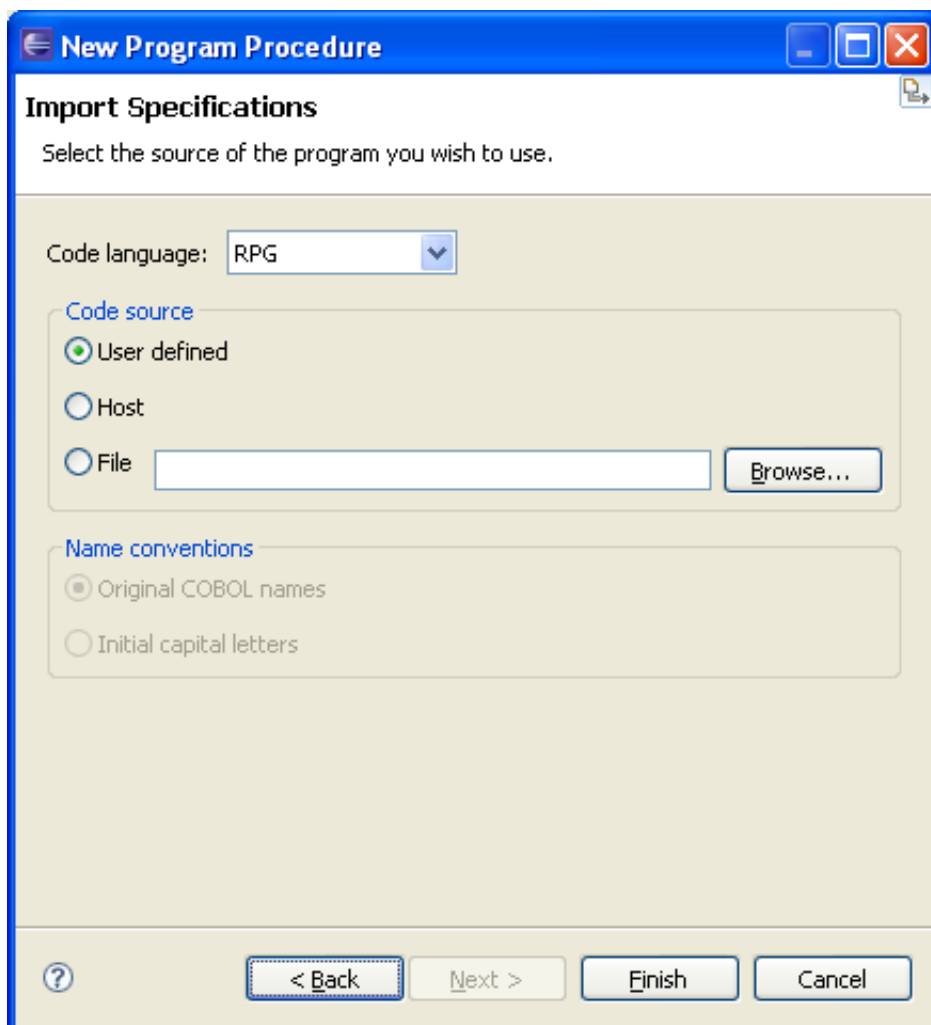 New Program Procedure
Import Specifications
Select the source of the program you wish to use.
Code language: RPG
Code source
User defined
Host
File Browse...
Name conventions
Original COBOL names
Initial capital letters
? < Back Next > Finish Cancel